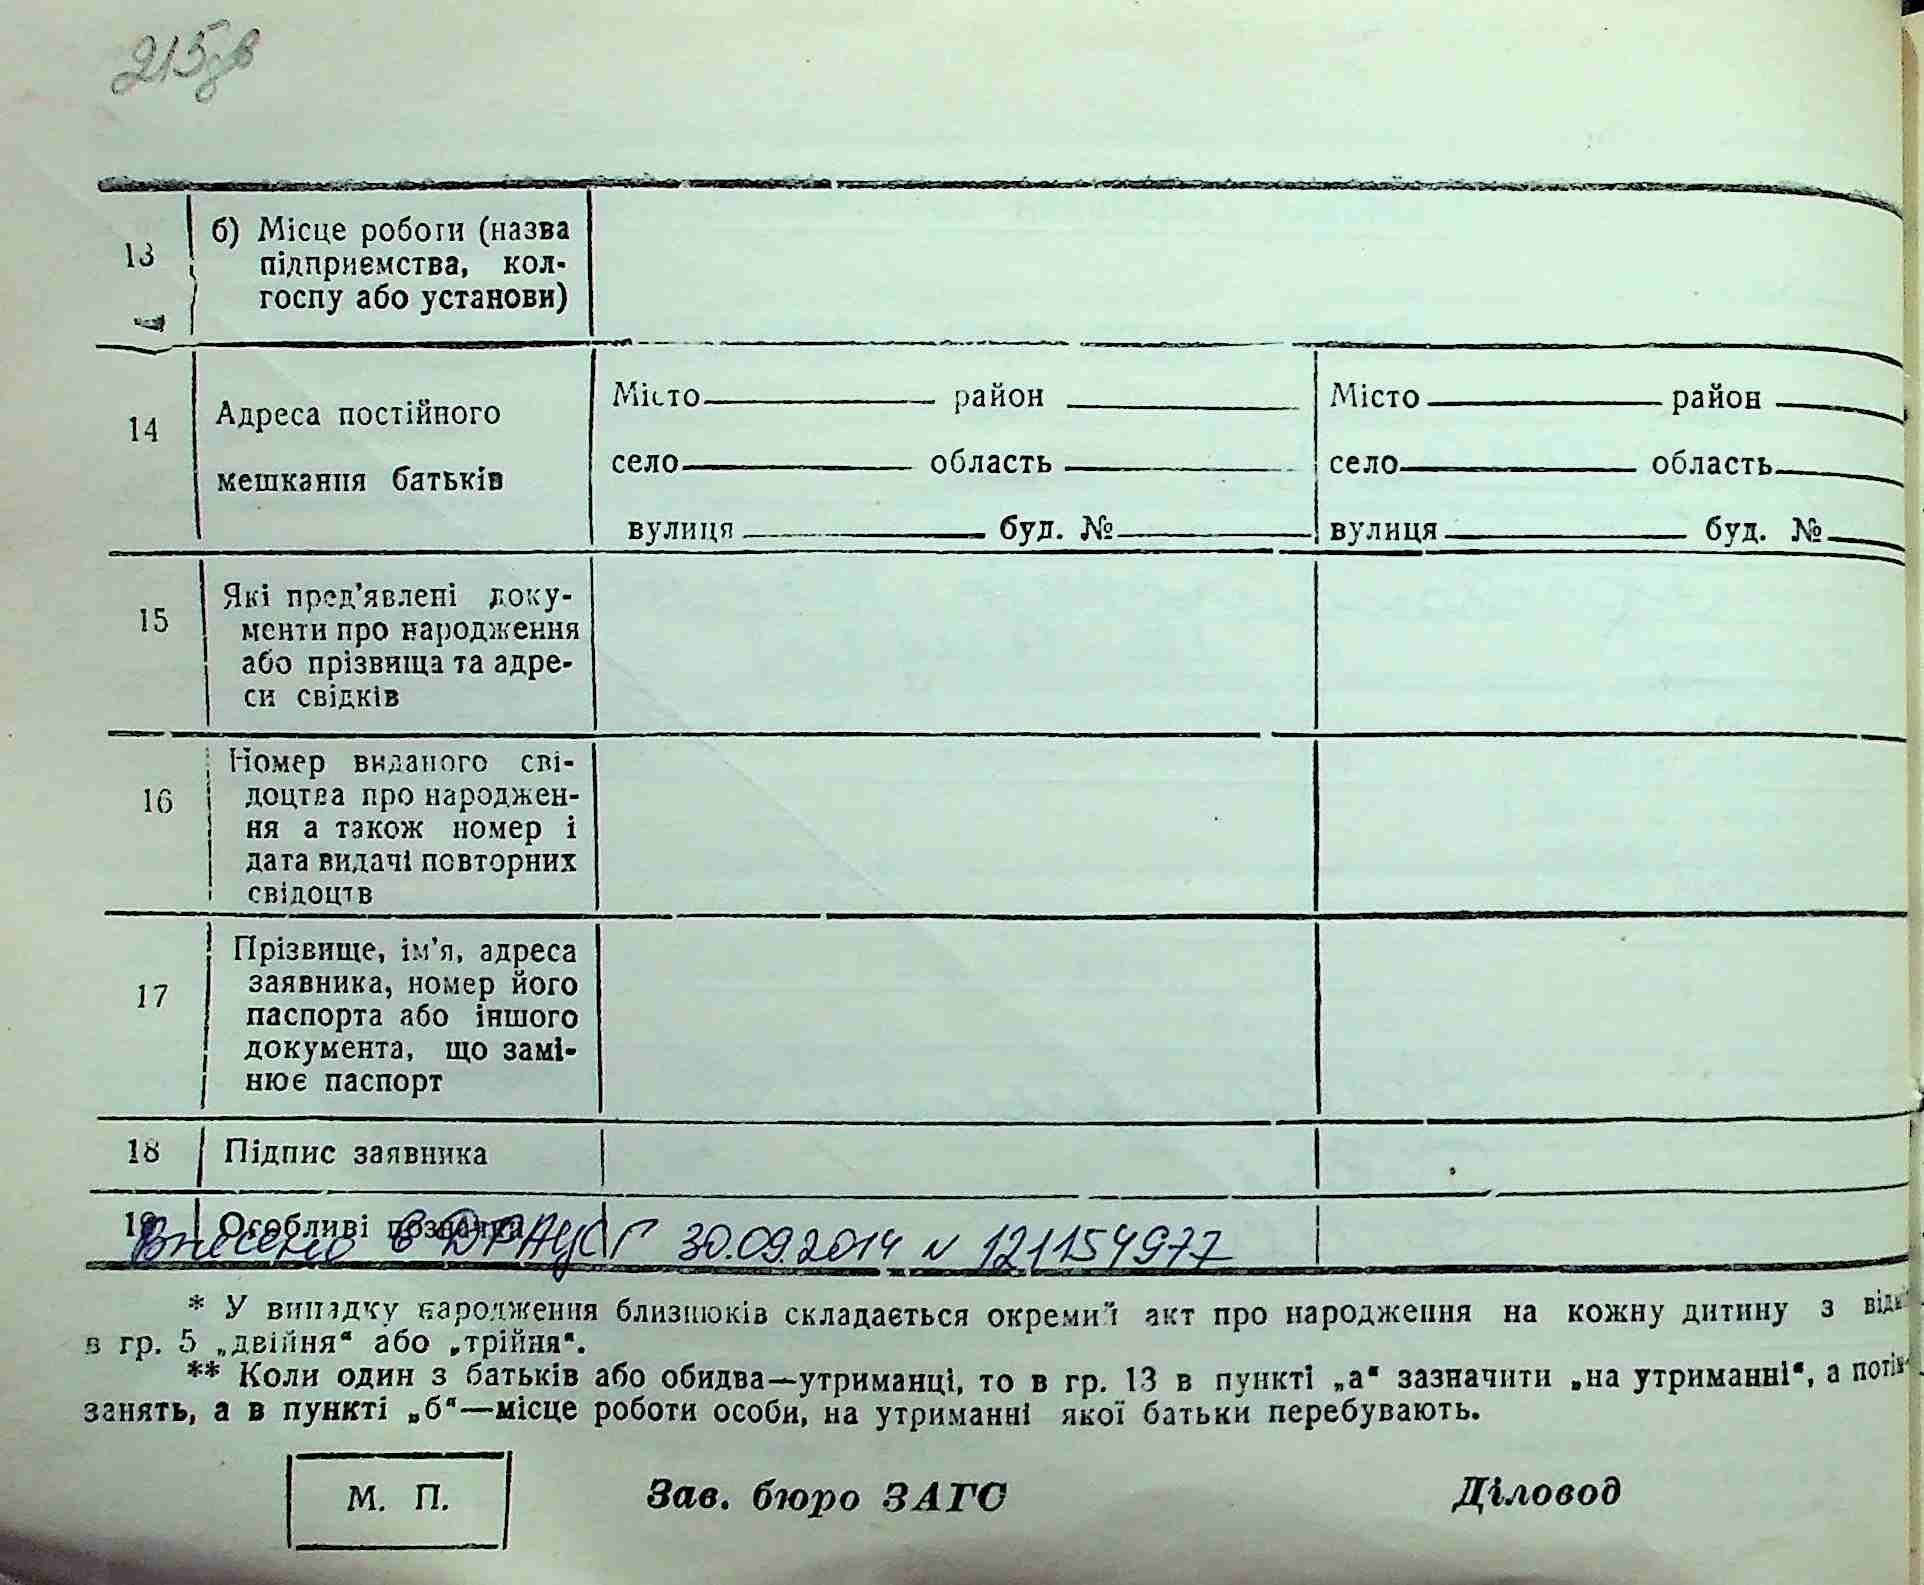 215зв
13
б) Місце роботи (назва
підприємства, кол-
госпу або установи)
14
Адреса постійного
мешкання батьків
Місто район
село область
вулиця буд. №
Місто район
село область
вулиця буд. №
15
Які пред’явлені доку-
менти про народження
або прізвища та адре-
си свідків
16
Номер виданого сві-
доцтва про народжен-
ня а також номер і
дата видачі повторних
свідоцтв
17
Прізвище, ім’я, адреса
заявника, номер його
паспорта або іншого
документа, що замі-
нює паспорт
18
Підпис заявника
19
Особливі позначки
Внесено в ДРАЦСГ 30.09.2014 № 121154977
* У випадку народження близнюків складається окремий акт про народження на кожну дитину з
в гр. 5 „двійня“ або „трійня“.
** Коли один з батьків або обидва—утриманці, то в гр. 13 в пункті „а“ зазначити „на утриманні“, а
занять, а в пункті „б“—місце роботи особи, на утриманні якої батьки перебувають.
М. П.
Зав. бюро ЗАГС
Діловод